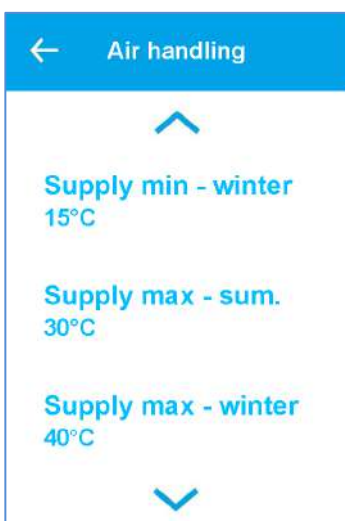 Air handling
Supply min - winter
15°C
Supply max - sum.
30°C
Supply max - winter
40°C